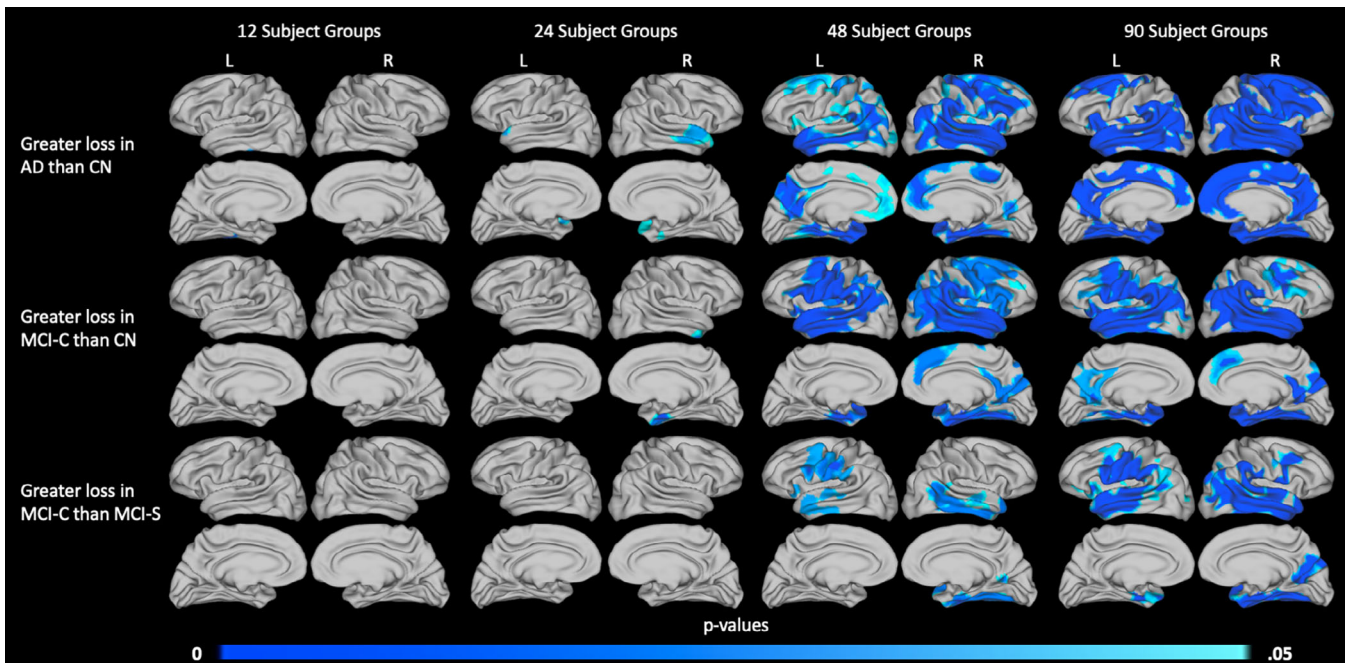 12 Subject Groups 24 Subject Groups 48 Subject Groups 90 Subject Groups
L R L R L R L R
Greater loss in
AD than CN
Greater loss in
MCI-C than CN
Greater loss in
MCI-C than MCI-S
p-values
0 .05